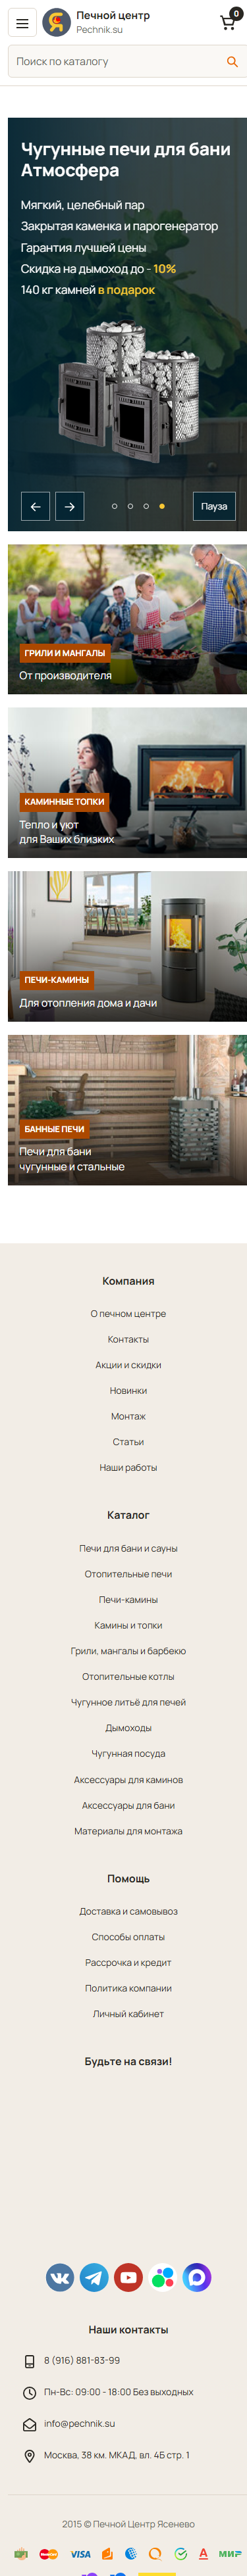 Печной центр
Pechnik.su
0
Поиск по каталогу
Чугунные печи для бани
Атмосфера
Мягкий, целебный пар
Закрытая каменка и парогенератор
Гарантия лучшей цены
Скидка на дымоход до - 10%
140 кг камней в подарок
Пауза
ГРИЛИ И МАНГАЛЫ
От производителя
КАМИННЫЕ ТОПКИ
Тепло и уют
для Ваших близких
ПЕЧИ-КАМИНЫ
Для отопления дома и дачи
БАННЫЕ ПЕЧИ
Печи для бани
чугунные и стальные
Компания
О печном центре
Контакты
Акции и скидки
Новинки
Монтаж
Статьи
Наши работы
Каталог
Печи для бани и сауны
Отопительные печи
Печи-камины
Камины и топки
Грили, мангалы и барбекю
Отопительные котлы
Чугунное литьё для печей
Дымоходы
Чугунная посуда
Аксессуары для каминов
Аксессуары для бани
Материалы для монтажа
Помощь
Доставка и самовывоз
Способы оплаты
Рассрочка и кредит
Политика компании
Личный кабинет
Будьте на связи!
Наши контакты
8 (916) 881-83-99
Пн-Вс: 09:00 - 18:00 Без выходных
info@pechnik.su
Москва, 38 км. МКАД, вл. 4Б стр. 1
2015 © Печной Центр Ясенево
VISA МИР